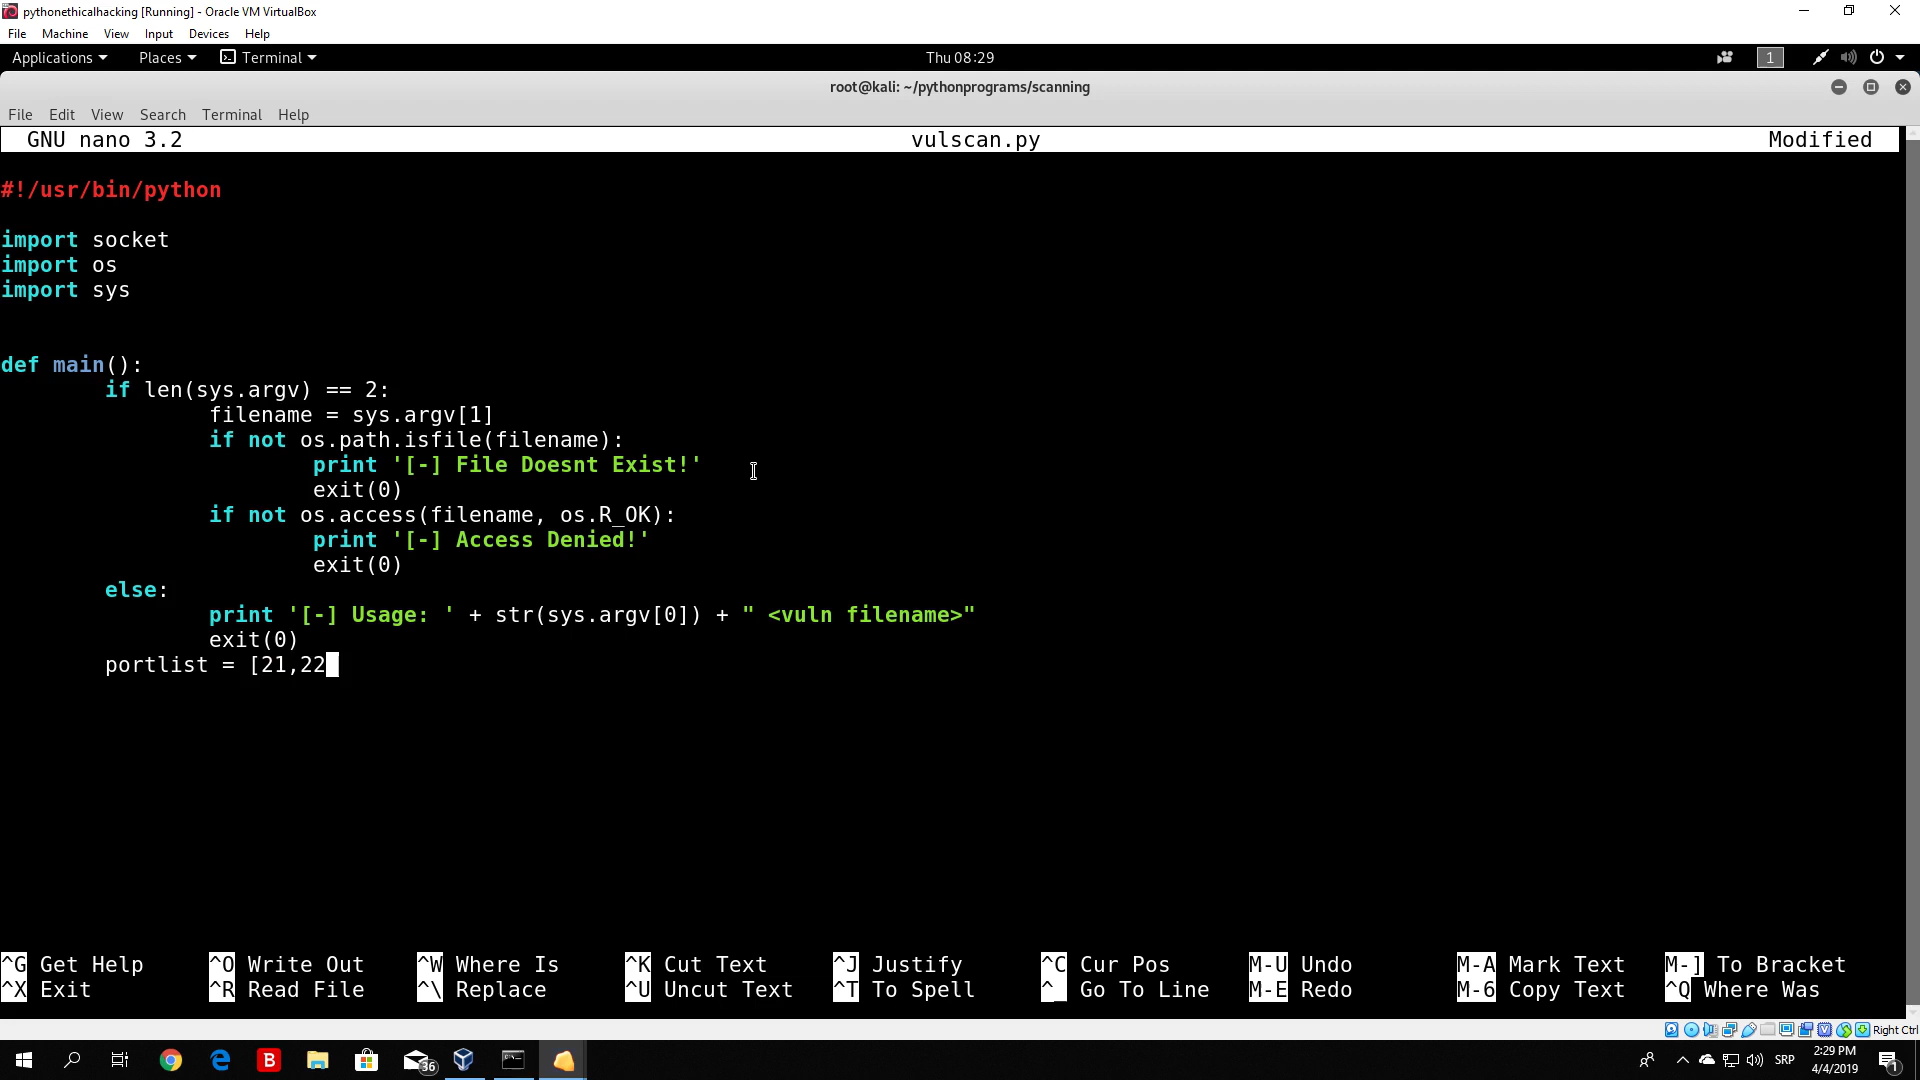 pythonethicalhacking [Running] - Oracle VM VirtualBox
File Machine View Input Devices Help
Applications Places Terminal Thu 08:29 1
root@kali: ~/pythonprograms/scanning
File Edit View Search Terminal Help
GNU nano 3.2 vulscan.py Modified
#!/usr/bin/python
import socket
import os
import sys
def main():
if len(sys.argv) == 2:
filename = sys.argv[1]
if not os.path.isfile(filename):
print '[-] File Doesnt Exist!'
exit(0)
if not os.access(filename, os.R_OK):
print '[-] Access Denied!'
exit(0)
else:
print '[-] Usage: ' + str(sys.argv[0]) + " <vuln filename>"
exit(0)
portlist = [21,22
^G Get Help ^O Write Out ^W Where Is ^K Cut Text ^J Justify ^C Cur Pos M-U Undo M-A Mark Text M-] To Bracket
^X Exit ^R Read File ^\ Replace ^U Uncut Text ^T To Spell ^_ Go To Line M-E Redo M-6 Copy Text ^Q Where Was
Right Ctrl
B 36 SRP 2:29 PM 1
4/4/2019